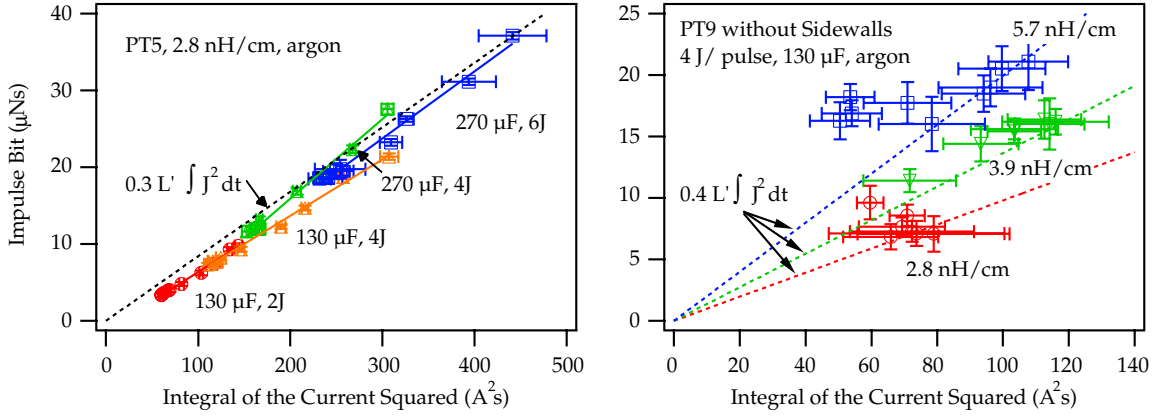 PT5, 2.8 nH/cm, argon
270 µF, 6J
0.3 L' ∫ J² dt
270 µF, 4J
130 µF, 4J
130 µF, 2J
40
30
20
10
0
0 100 200 300 400 500
Impulse Bit (µNs)
Integral of the Current Squared (A²s)
PT9 without Sidewalls
4 J/ pulse, 130 µF, argon
5.7 nH/cm
3.9 nH/cm
0.4 L' ∫ J² dt
2.8 nH/cm
25
20
15
10
5
0
0 20 40 60 80 100 120 140
Integral of the Current Squared (A²s)